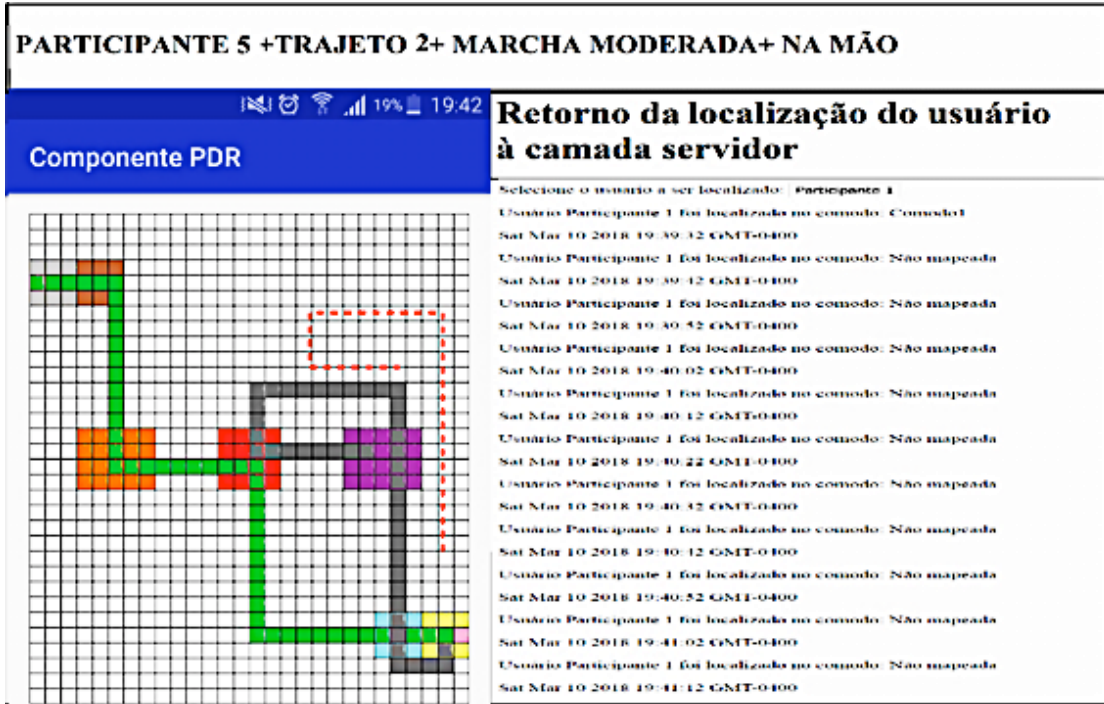 PARTICIPANTE 5 +TRAJETO 2+ MARCHA MODERADA+ NA MÃO
19% 19:42
Componente PDR
Retorno da localização do usuário
à camada servidor
Selecione o usuario a ser localizado: Participante 1
Usuário Participante 1 foi localizado no comodo: Comodo1
Sat Mar 10 2018 19:39:32 GMT-0400
Usuário Participante 1 foi localizado no comodo: Não mapeada
Sat Mar 10 2018 19:39:42 GMT-0400
Usuário Participante 1 foi localizado no comodo: Não mapeada
Sat Mar 10 2018 19:39:52 GMT-0400
Usuário Participante 1 foi localizado no comodo: Não mapeada
Sat Mar 10 2018 19:40:02 GMT-0400
Usuário Participante 1 foi localizado no comodo: Não mapeada
Sat Mar 10 2018 19:40:12 GMT-0400
Usuário Participante 1 foi localizado no comodo: Não mapeada
Sat Mar 10 2018 19:40:22 GMT-0400
Usuário Participante 1 foi localizado no comodo: Não mapeada
Sat Mar 10 2018 19:40:32 GMT-0400
Usuário Participante 1 foi localizado no comodo: Não mapeada
Sat Mar 10 2018 19:40:42 GMT-0400
Usuário Participante 1 foi localizado no comodo: Não mapeada
Sat Mar 10 2018 19:40:52 GMT-0400
Usuário Participante 1 foi localizado no comodo: Não mapeada
Sat Mar 10 2018 19:41:02 GMT-0400
Usuário Participante 1 foi localizado no comodo: Não mapeada
Sat Mar 10 2018 19:41:12 GMT-0400